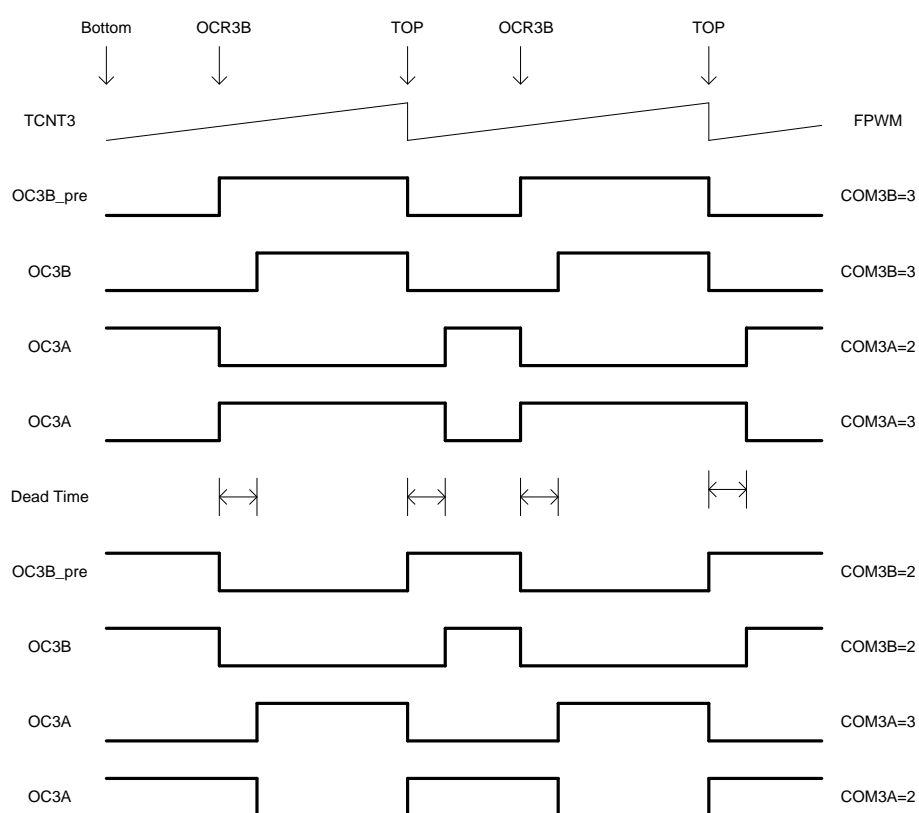 Bottom OCR3B TOP OCR3B TOP
TCNT3 FPWM
OC3B_pre COM3B=3
OC3B COM3B=3
OC3A COM3A=2
OC3A COM3A=3
Dead Time
OC3B_pre COM3B=2
OC3B COM3B=2
OC3A COM3A=3
OC3A COM3A=2